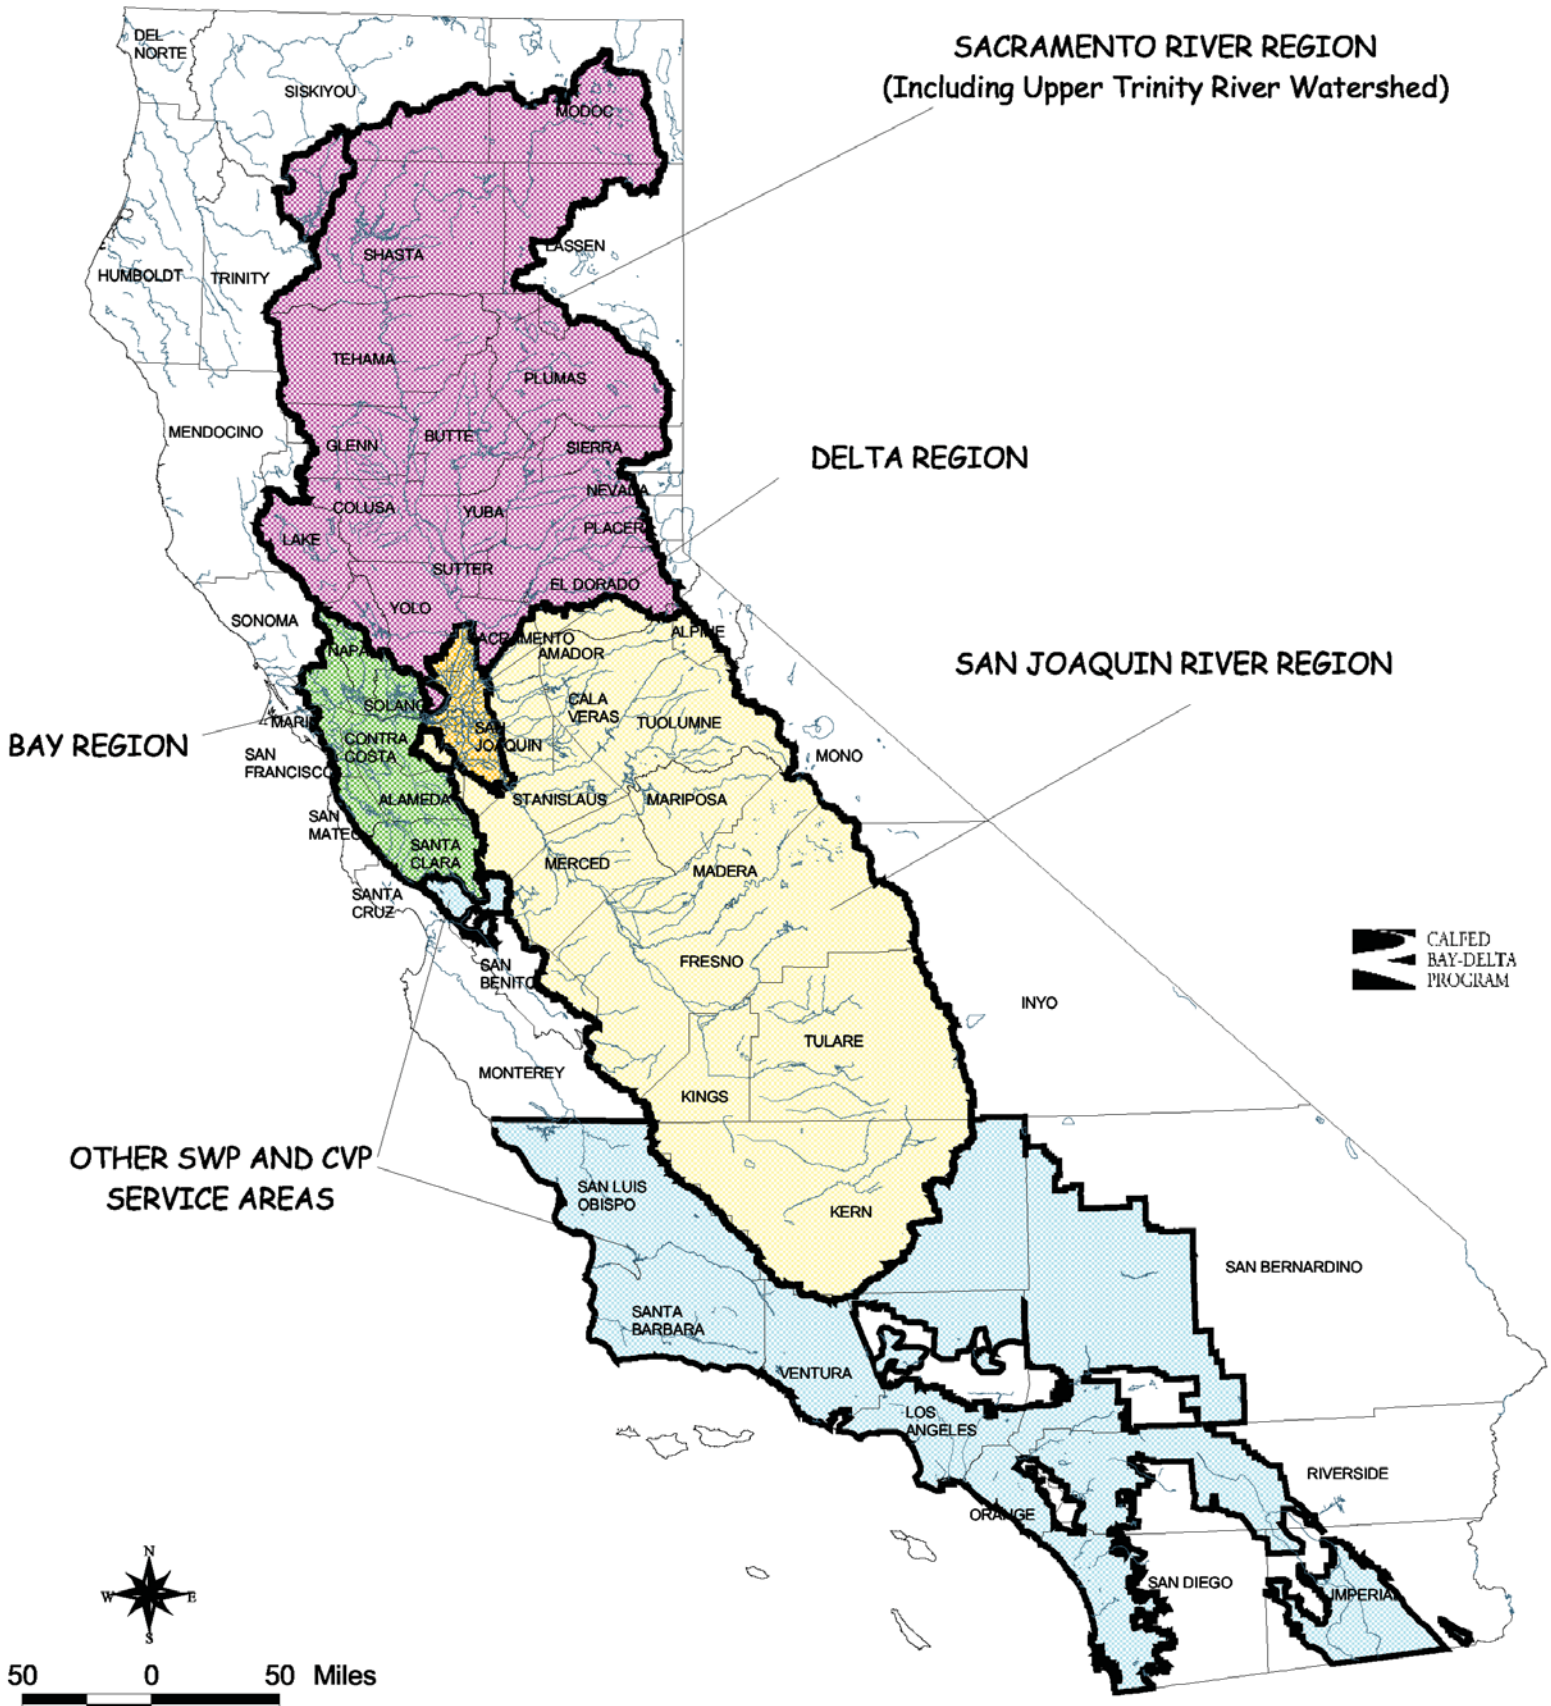 DEL
NORTE
SISKIYOU
MODOC
SACRAMENTO RIVER REGION
(Including Upper Trinity River Watershed)
SHASTA
LASSEN
HUMBOLDT
TRINITY
TEHAMA
PLUMAS
MENDOCINO
GLENN
BUTTE
SIERRA
DELTA REGION
COLUSA
YUBA
NEVADA
PLACER
LAKE
SUTTER
EL DORADO
YOLO
SONOMA
SACRAMENTO
ALPINE
NAPA
AMADOR
SAN JOAQUIN RIVER REGION
SOLANO
CALA
VERAS
TUOLUMNE
MARIN
BAY REGION
CONTRA
COSTA
SAN
JOAQUIN
SAN
FRANCISCO
MONO
ALAMEDA
STANISLAUS
MARIPOSA
SAN
MATEO
SANTA
CLARA
MERCED
MADERA
SANTA
CRUZ
SAN
BENITO
FRESNO
CALFED
BAY-DELTA
PROGRAM
INYO
TULARE
MONTEREY
KINGS
OTHER SWP AND CVP
SERVICE AREAS
SAN LUIS
OBISPO
KERN
SAN BERNARDINO
SANTA
BARBARA
VENTURA
LOS
ANGELES
RIVERSIDE
ORANGE
SAN DIEGO
IMPERIAL
N
W
E
S
50 0 50 Miles